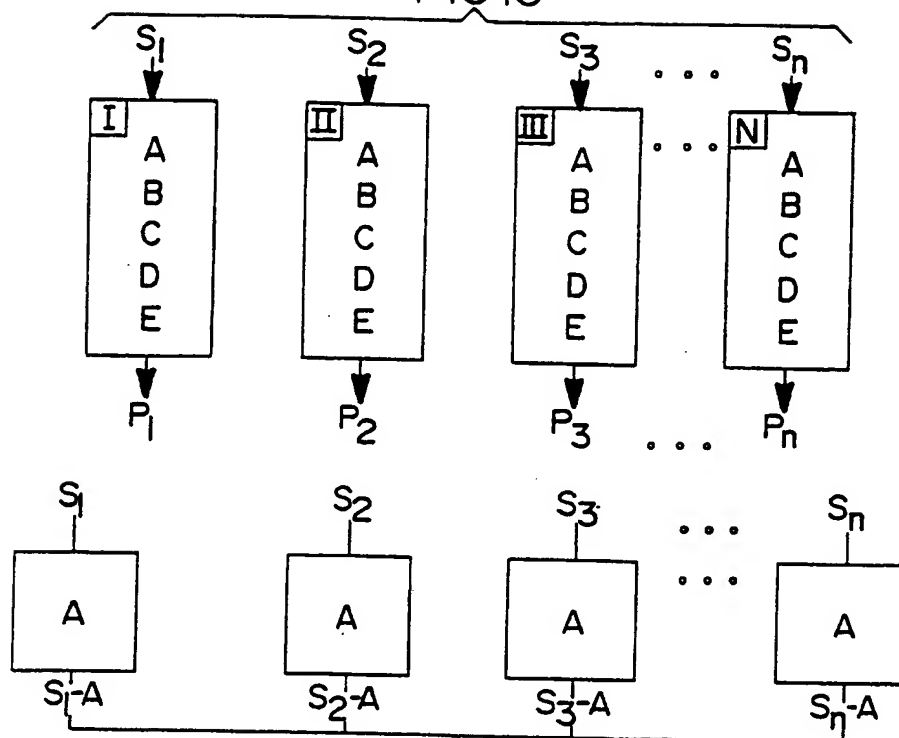 S1 S2 S3 . . . Sn
I II III . . . N
A A A A
B B B B
C C C C
D D D D
E E E E
P1 P2 P3 . . . Pn
S1 S2 S3 . . . Sn
. . .
A A A A
S1-A S2-A S3-A Sn-A